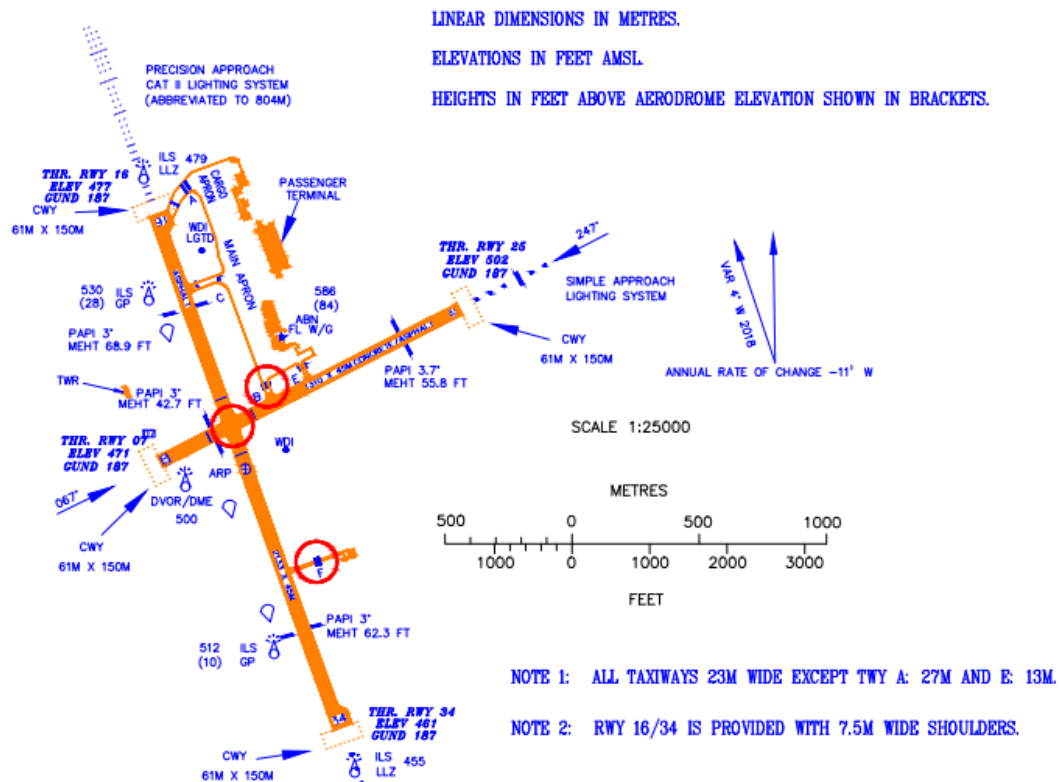 LINEAR DIMENSIONS IN METRES.
ELEVATIONS IN FEET AMSL.
HEIGHTS IN FEET ABOVE AERODROME ELEVATION SHOWN IN BRACKETS.
PRECISION APPROACH
CAT II LIGHTING SYSTEM
(ABBREVIATED TO 804M)
ILS 479
LLZ
THR. RWY 16
ELEV 477
GUND 187
CWY
61M X 150M
CARGO
APRON
A
PASSENGER
TERMINAL
WDI
LGTD
MAIN APRON
16
ASPHALT
C
530 ILS
(28) GP
PAPI 3°
MEHT 68.9 FT
586
(84)
ABN
FL W/G
THR. RWY 25
ELEV 502
GUND 187
247°
SIMPLE APPROACH
LIGHTING SYSTEM
CWY
61M X 150M
PAPI 3.7°
MEHT 55.8 FT
1310 X 45M CONCRETE/ASPHALT
E
B
TWR
PAPI 3°
MEHT 42.7 FT
THR. RWY 07
ELEV 471
GUND 187
067°
CWY
61M X 150M
WDI
ARP
DVOR/DME
500
2133 X 45M
F
PAPI 3°
MEHT 62.3 FT
512 ILS
(10) GP
34
THR. RWY 34
ELEV 461
GUND 187
CWY
61M X 150M
ILS 455
LLZ
VAR 4° W 2018
ANNUAL RATE OF CHANGE -11' W
SCALE 1:25000
METRES
500 0 500 1000
1000 0 1000 2000 3000
FEET
NOTE 1: ALL TAXIWAYS 23M WIDE EXCEPT TWY A: 27M AND E: 13M.
NOTE 2: RWY 16/34 IS PROVIDED WITH 7.5M WIDE SHOULDERS.